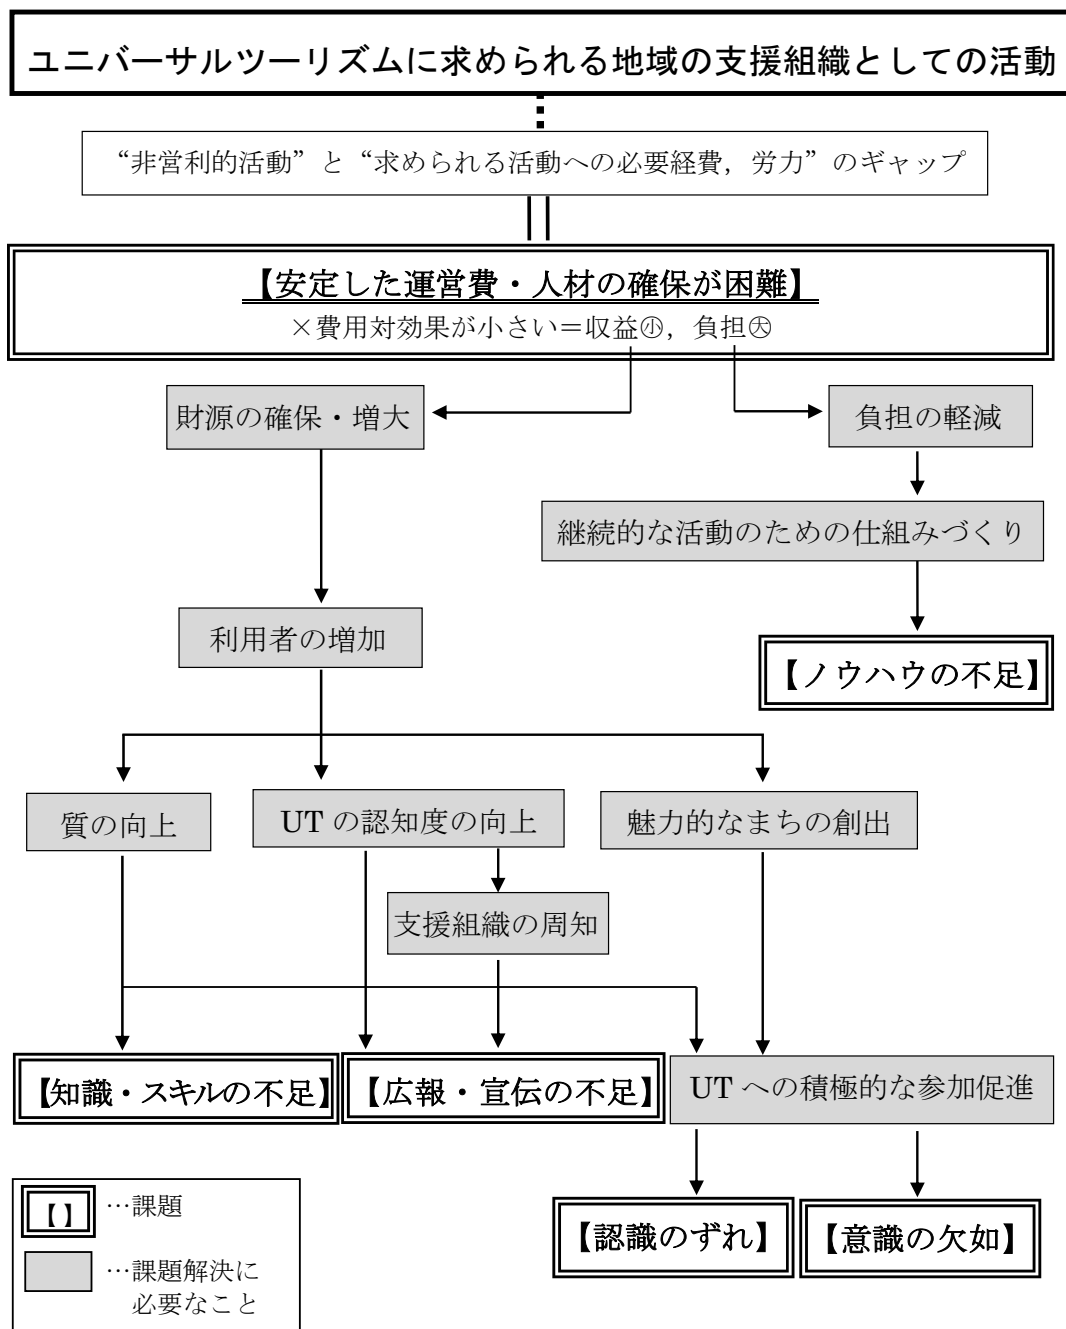 ユニバーサルツーリズムに求められる地域の支援組織としての活動
“非営利的活動”と“求められる活動への必要経費，労力”のギャップ
【安定した運営費・人材の確保が困難】
×費用対効果が小さい＝収益㊙小，負担㊙大
財源の確保・増大
負担の軽減
継続的な活動のための仕組みづくり
利用者の増加
【ノウハウの不足】
質の向上
UT の認知度の向上
魅力的なまちの創出
支援組織の周知
【知識・スキルの不足】
【広報・宣伝の不足】
UT への積極的な参加促進
【認識のずれ】
【意識の欠如】
【】
…課題
…課題解決に
必要なこと